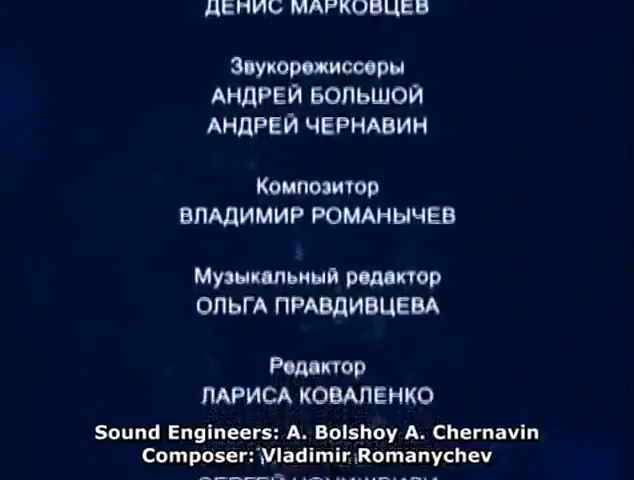 ДЕНИС МАРКОВЦЕВ
Звукорежиссеры
АНДРЕЙ БОЛЬШОЙ
АНДРЕЙ ЧЕРНАВИН
Композитор
ВЛАДИМИР РОМАНЫЧЕВ
Музыкальный редактор
ОЛЬГА ПРАВДИВЦЕВА
Редактор
ЛАРИСА КОВАЛЕНКО
Sound Engineers: A. Bolshoy A. Chernavin
Composer: Vladimir Romanychev
СЕРГЕЙ